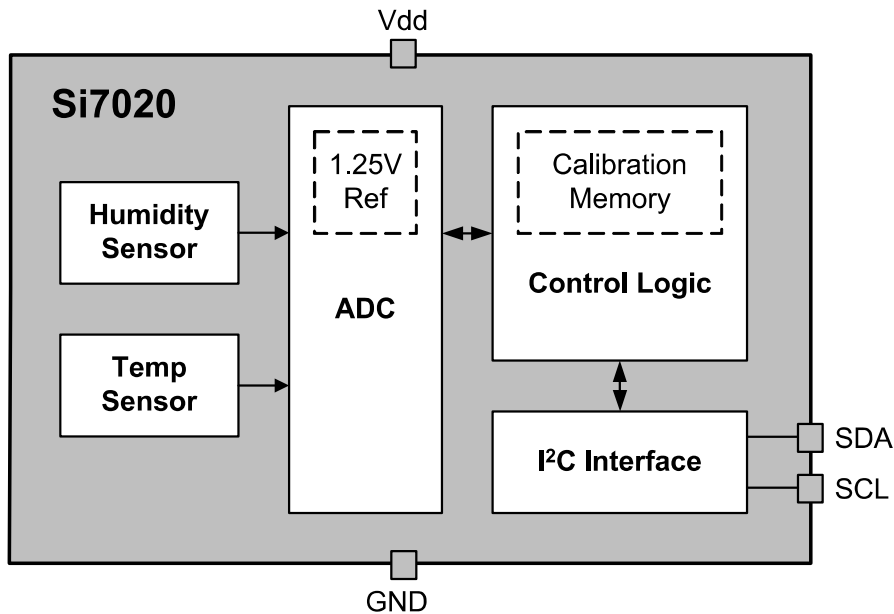 Vdd
Si7020
Humidity
Sensor
Temp
Sensor
1.25V
Ref
ADC
Calibration
Memory
Control Logic
I²C Interface
SDA
SCL
GND